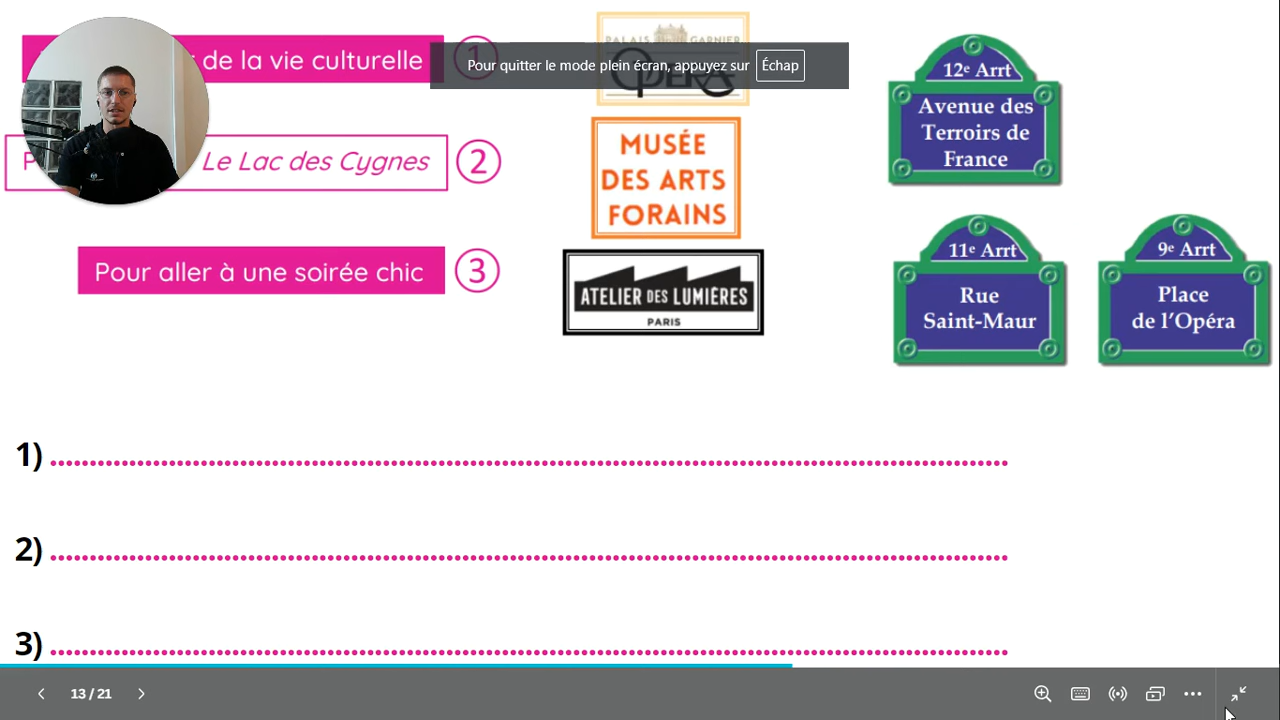 de la vie culturelle
①
Le Lac des Cygnes
②
Pour aller à une soirée chic
③
PALAIS GARNIER
OPÉRA
Pour quitter le mode plein écran, appuyez sur Échap
MUSÉE
DES ARTS
FORAINS
ATELIER DES LUMIÈRES
PARIS
12e Arrt
Avenue des
Terroirs de
France
11e Arrt
Rue
Saint-Maur
9e Arrt
Place
de l'Opéra
1)
2)
3)
13 / 21